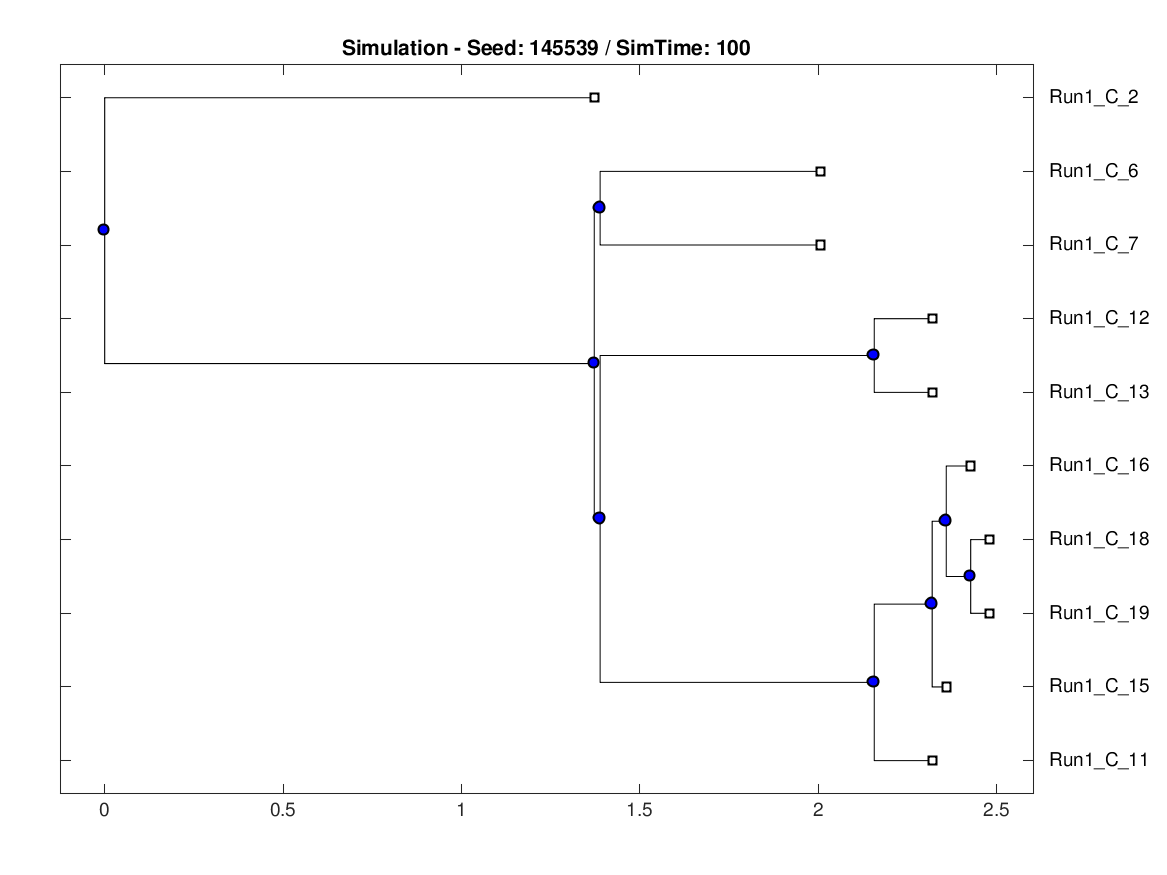 Simulation - Seed: 145539 / SimTime: 100
Run1_C_2
Run1_C_6
Run1_C_7
Run1_C_12
Run1_C_13
Run1_C_16
Run1_C_18
Run1_C_19
Run1_C_15
Run1_C_11
0 0.5 1 1.5 2 2.5